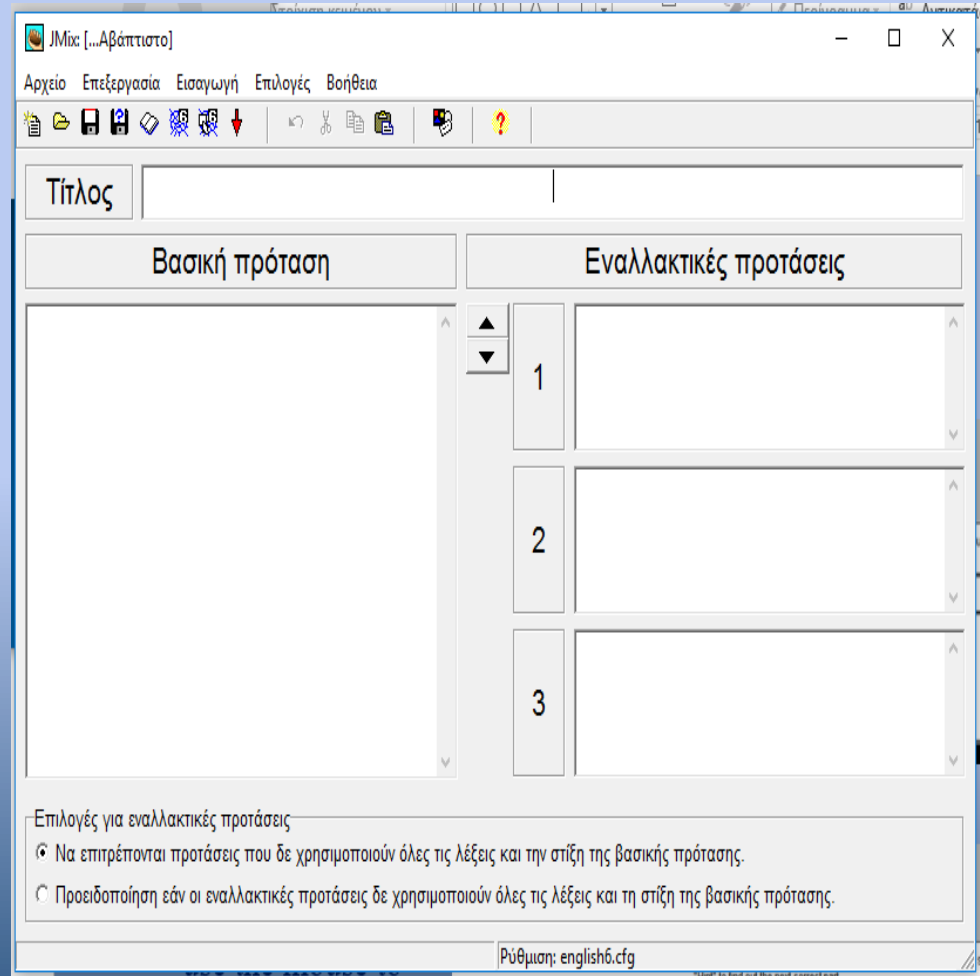 JMix: [...Αβάπτιστο]
Αρχείο Επεξεργασία Εισαγωγή Επιλογές Βοήθεια
Τίτλος
Βασική πρόταση
Εναλλακτικές προτάσεις
1
2
3
Επιλογές για εναλλακτικές προτάσεις
Να επιτρέπονται προτάσεις που δε χρησιμοποιούν όλες τις λέξεις και την στίξη της βασικής πρότασης.
Προειδοποίηση εάν οι εναλλακτικές προτάσεις δε χρησιμοποιούν όλες τις λέξεις και τη στίξη της βασικής πρότασης.
Ρύθμιση: english6.cfg